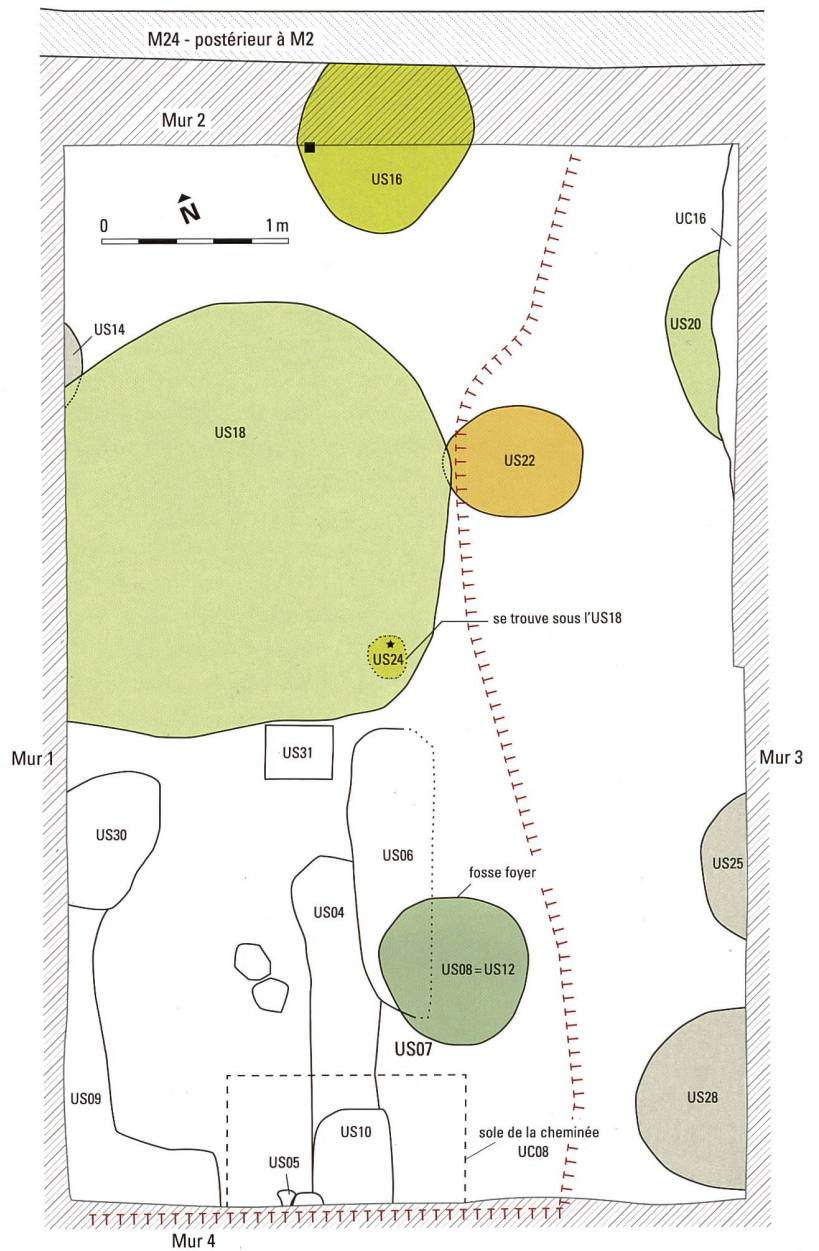 M24 - postérieur à M2
Mur 2
US16
N
0 1 m
UC16
US14
US20
US18
US22
se trouve sous l'US18
US24
Mur 1
US31
Mur 3
US30
US06
US25
fosse foyer
US04
US08 = US12
US07
US09
US28
US10
sole de la cheminée
UC08
US05
Mur 4